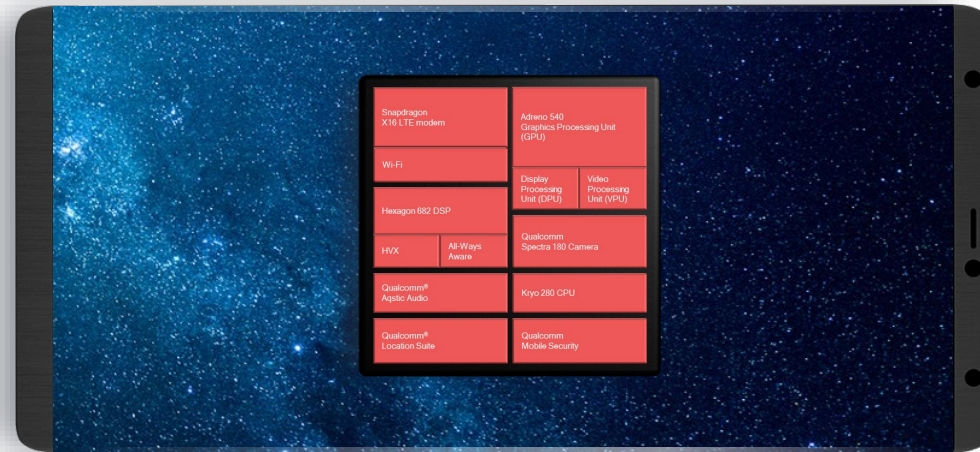 Snapdragon
X16 LTE modem
Wi-Fi
Hexagon 682 DSP
HVX
All-Ways
Aware
Qualcomm®
Aqstic Audio
Qualcomm®
Location Suite
Adreno 540
Graphics Processing Unit
(GPU)
Display
Processing
Unit (DPU)
Video
Processing
Unit (VPU)
Qualcomm
Spectra 180 Camera
Kryo 280 CPU
Qualcomm
Mobile Security